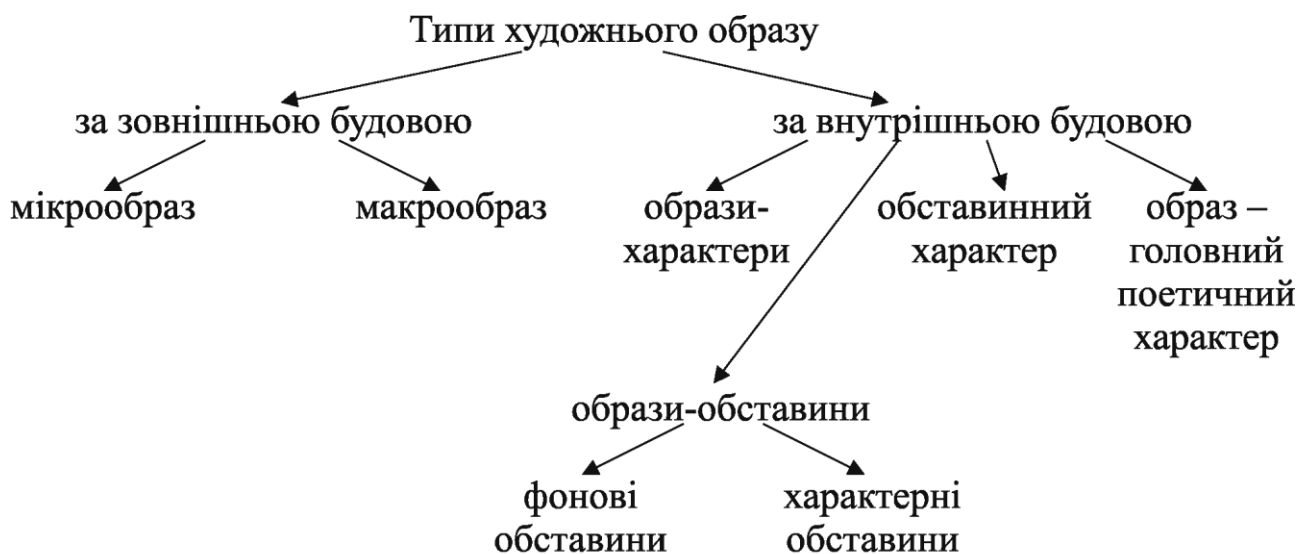 Типи художнього образу
за зовнішньою будовою
за внутрішньою будовою
мікрообраз
макрообраз
образи-
характери
обставинний
характер
образ –
головний
поетичний
характер
образи-обставини
фонові
обставини
характерні
обставини